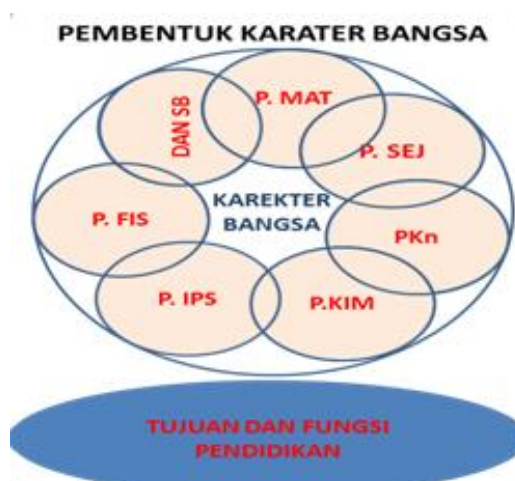 PEMBENTUK KARATER BANGSA
DAN SB
P. MAT
P. SEJ
P. FIS
KAREKTER
BANGSA
PKn
P. IPS
P.KIM
TUJUAN DAN FUNGSI
PENDIDIKAN